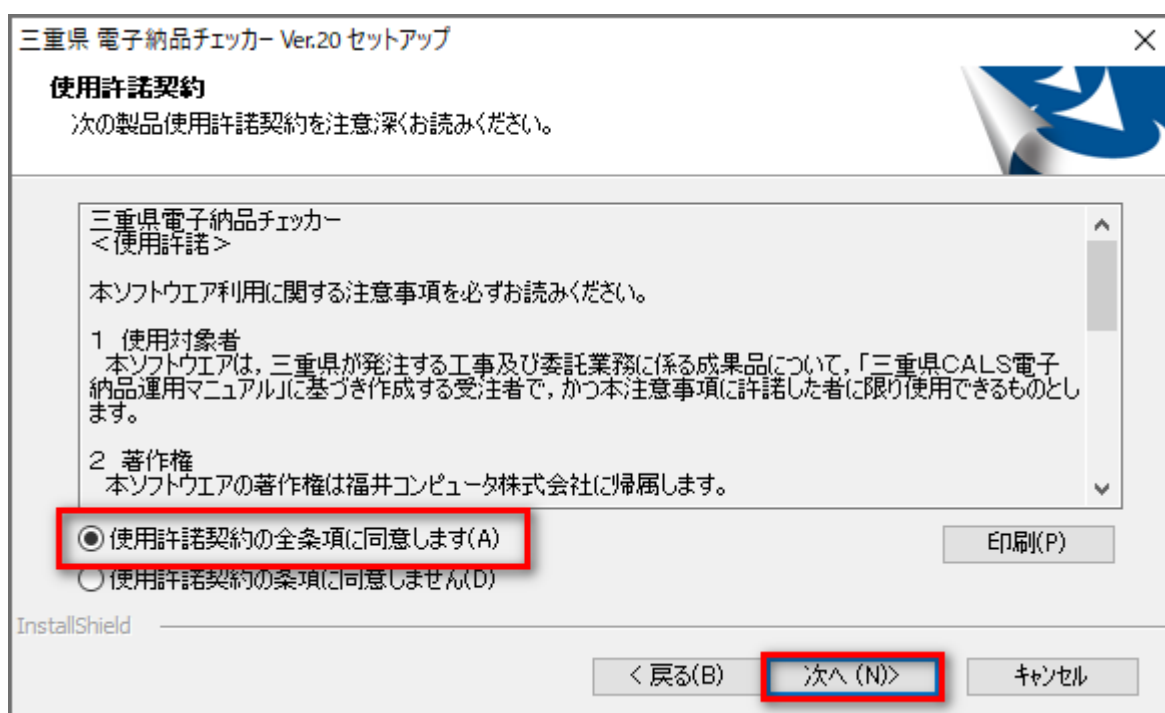 三重県 電子納品チェッカー Ver.20 セットアップ
使用許諾契約
次の製品使用許諾契約を注意深くお読みください。
三重県電子納品チェッカー
＜使用許諾＞
本ソフトウエア利用に関する注意事項を必ずお読みください。
１ 使用対象者
本ソフトウエアは，三重県が発注する工事及び委託業務に係る成果品について，「三重県ＣＡＬＳ電子
納品運用マニュアル」に基づき作成する受注者で，かつ本注意事項に許諾した者に限り使用できるものとし
ます。
２ 著作権
本ソフトウエアの著作権は福井コンピュータ株式会社に帰属します。
使用許諾契約の全条項に同意します(A)
印刷(P)
使用許諾契約の条項に同意しません(D)
InstallShield
< 戻る(B)
次へ (N)>
キャンセル